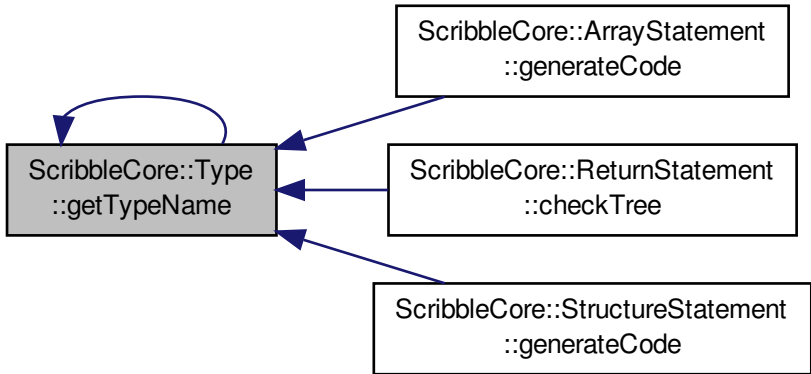 ScribbleCore::ArrayStatement
::generateCode
ScribbleCore::Type
::getTypeName
ScribbleCore::ReturnStatement
::checkTree
ScribbleCore::StructureStatement
::generateCode